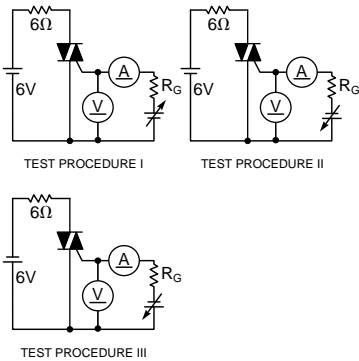 6Ω
A
6V
V
RG
TEST PROCEDURE I
6Ω
A
6V
V
RG
TEST PROCEDURE II
6Ω
A
6V
V
RG
TEST PROCEDURE III